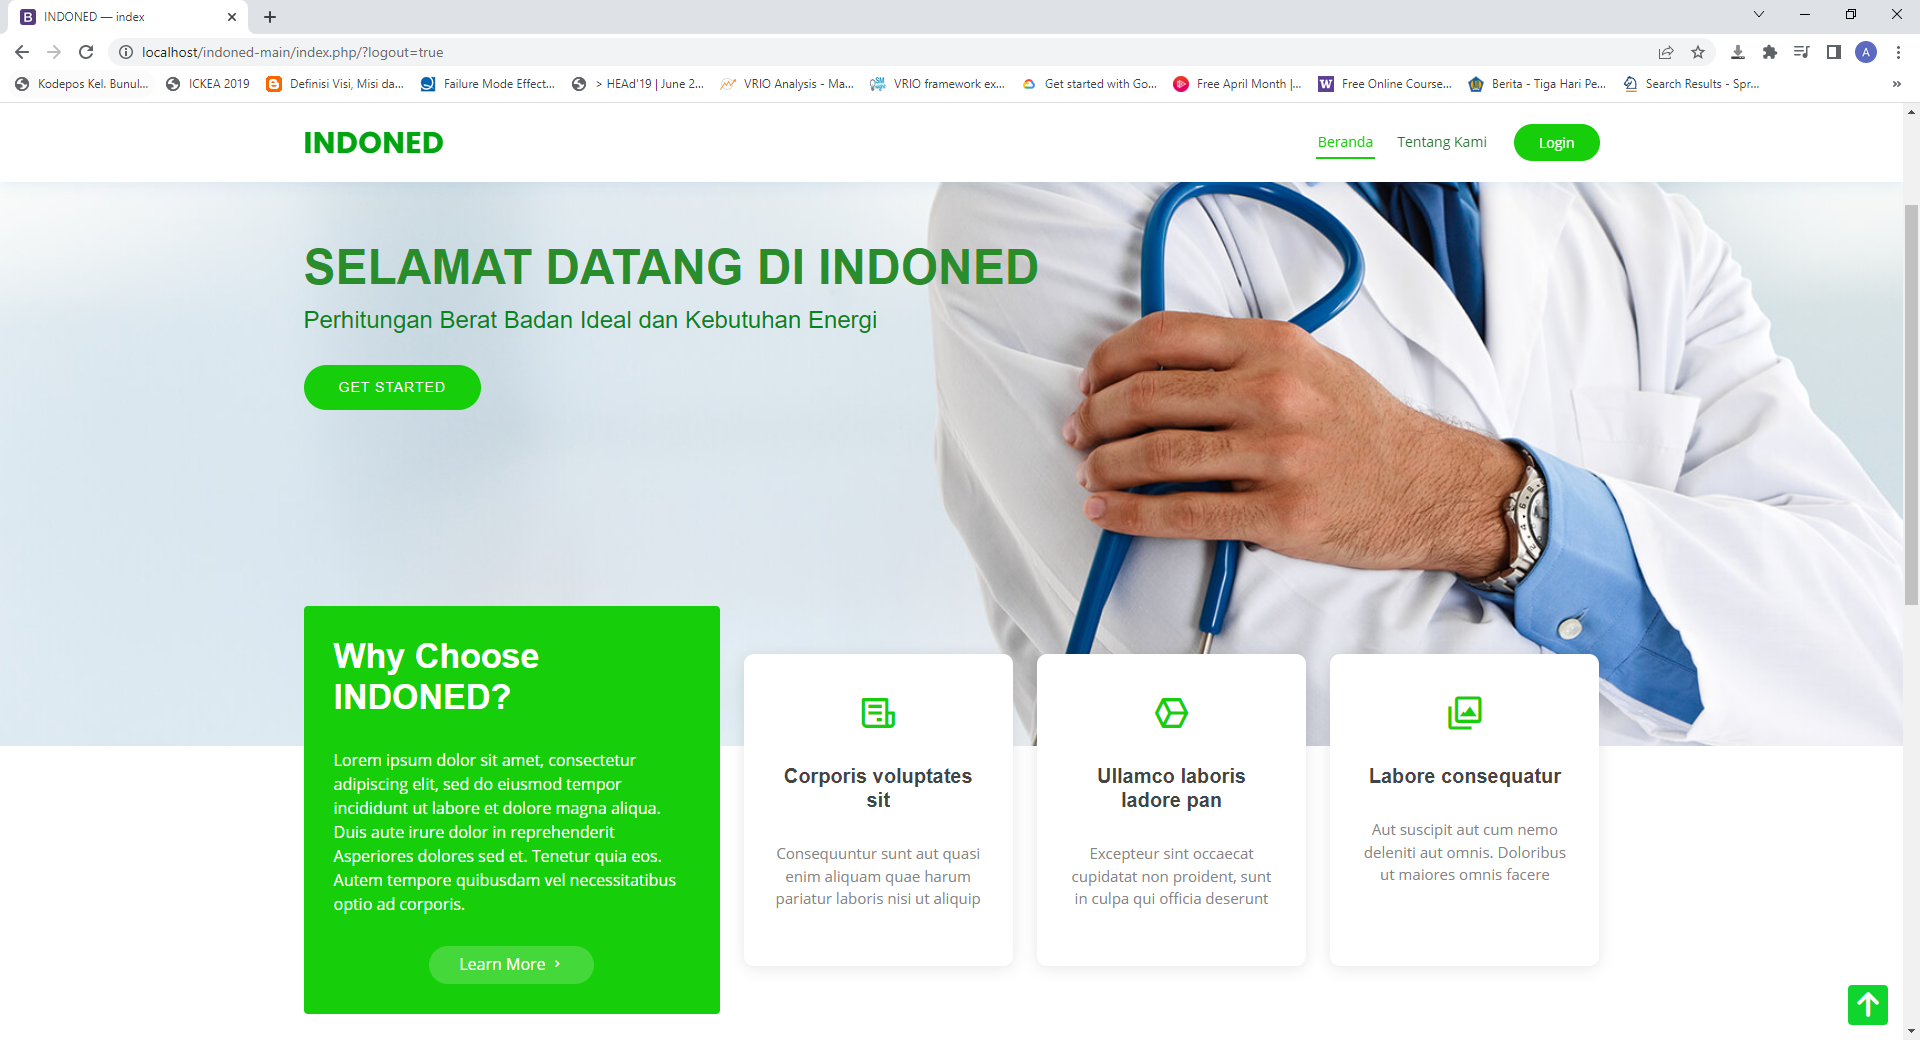 INDONED — index
localhost/indoned-main/index.php/?logout=true
A
Kodepos Kel. Bunul...
ICKEA 2019
Definisi Visi, Misi da...
Failure Mode Effect...
> HEAd'19 | June 2...
VRIO Analysis - Ma...
VRIO framework ex...
Get started with Go...
Free April Month |...
Free Online Course...
Berita - Tiga Hari Pe...
Search Results - Spr...
INDONED
Beranda
Tentang Kami
Login
SELAMAT DATANG DI INDONED
Perhitungan Berat Badan Ideal dan Kebutuhan Energi
GET STARTED
Why Choose
INDONED?
Lorem ipsum dolor sit amet, consectetur
adipiscing elit, sed do eiusmod tempor
incididunt ut labore et dolore magna aliqua.
Duis aute irure dolor in reprehenderit
Asperiores dolores sed et. Tenetur quia eos.
Autem tempore quibusdam vel necessitatibus
optio ad corporis.
Learn More
Corporis voluptates
sit
Consequuntur sunt aut quasi
enim aliquam quae harum
pariatur laboris nisi ut aliquip
Ullamco laboris
ladore pan
Excepteur sint occaecat
cupidatat non proident, sunt
in culpa qui officia deserunt
Labore consequatur
Aut suscipit aut cum nemo
deleniti aut omnis. Doloribus
ut maiores omnis facere